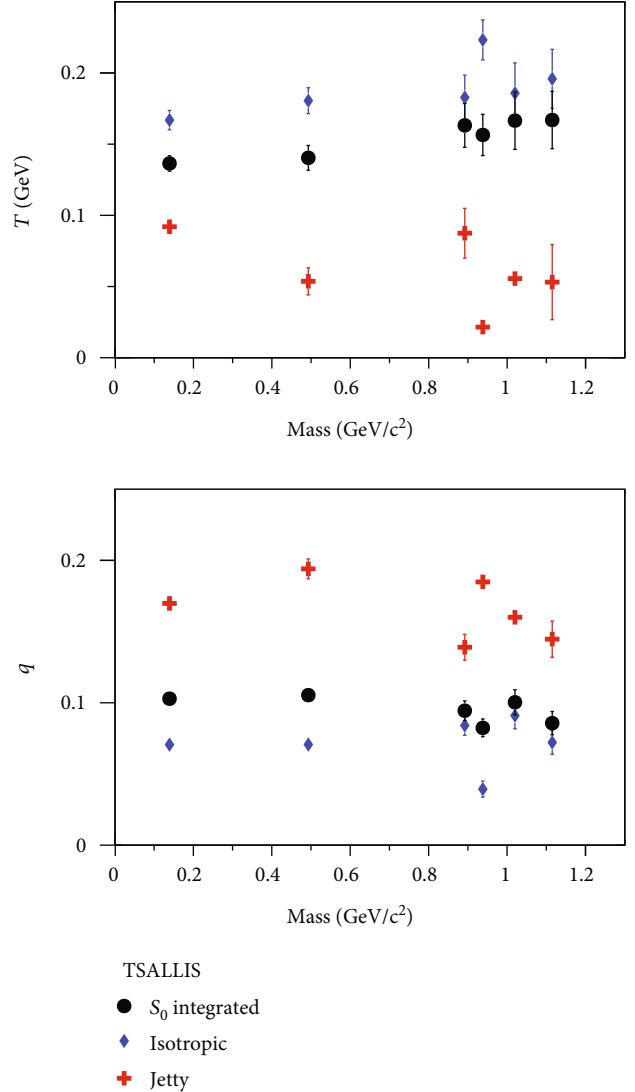 0.2
0.1
0
T (GeV)
0 0.2 0.4 0.6 0.8 1 1.2
Mass (GeV/c²)
0.2
0.1
0
q
0 0.2 0.4 0.6 0.8 1 1.2
Mass (GeV/c²)
TSALLIS
S₀ integrated
Isotropic
Jetty